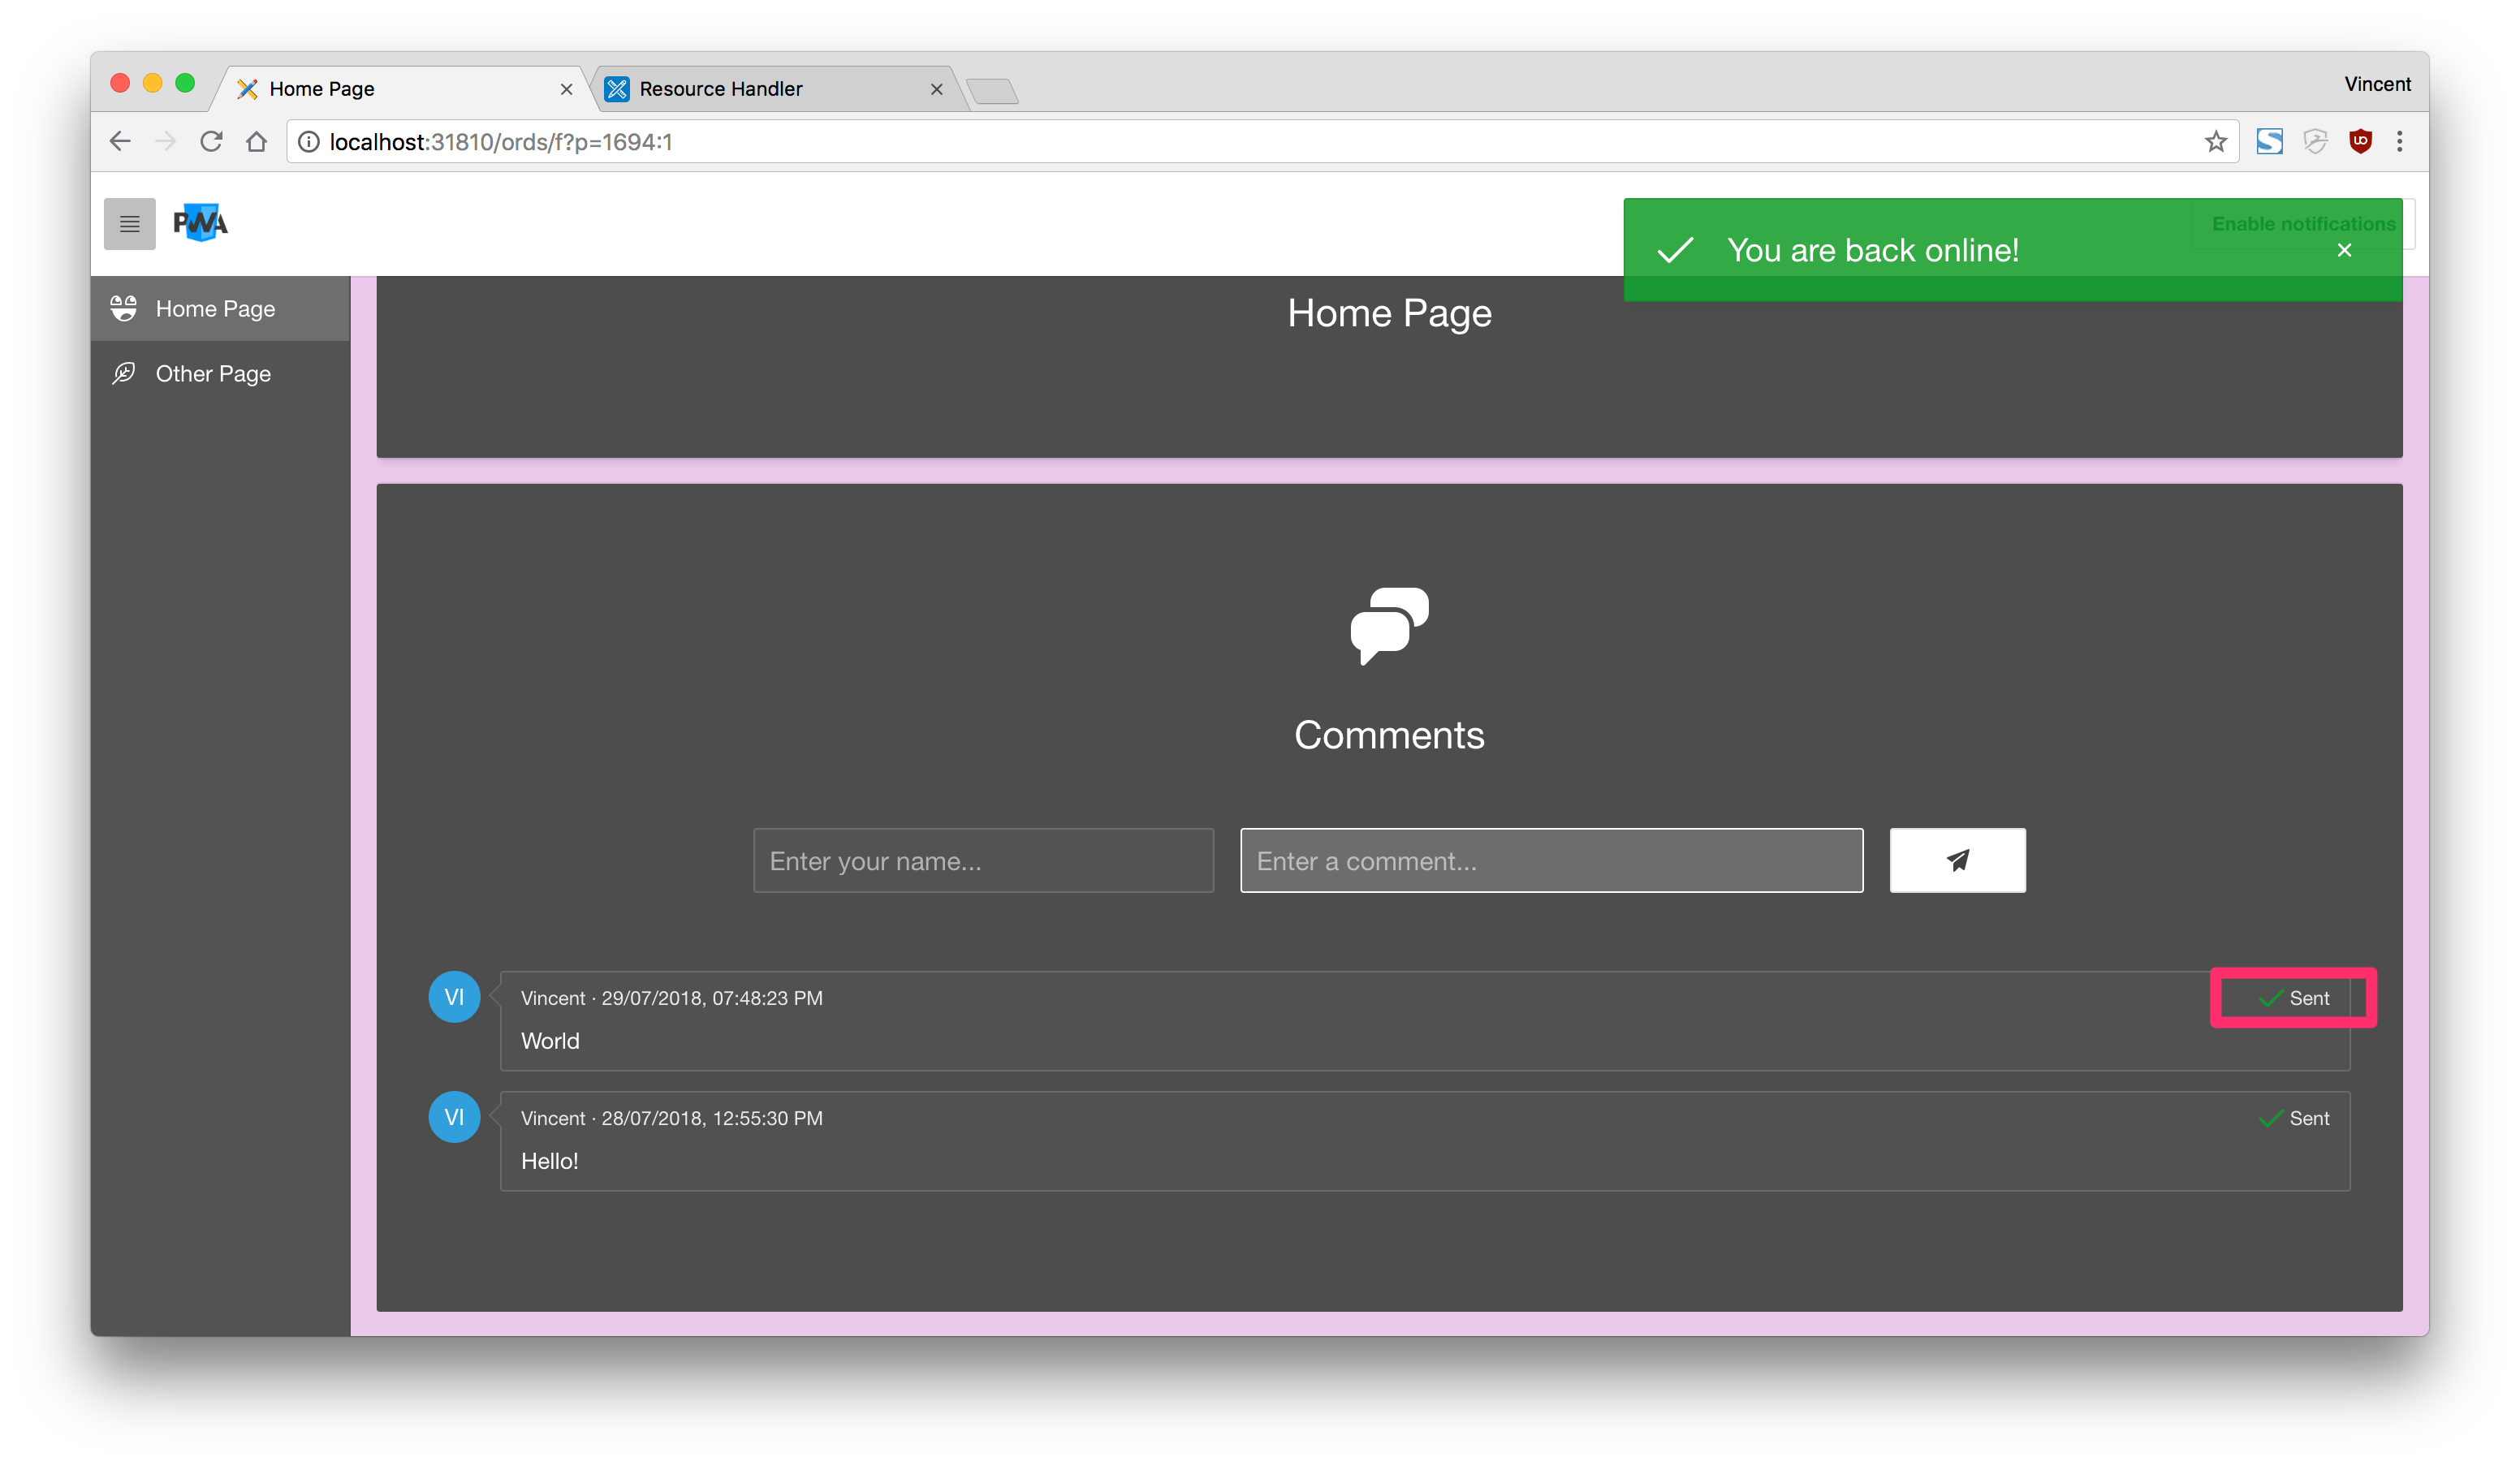 Home Page
Resource Handler
Vincent
localhost:31810/ords/f?p=1694:1
PWA
Enable notifications
You are back online!
Home Page
Other Page
Home Page
Comments
Enter your name...
Enter a comment...
VI
Vincent · 29/07/2018, 07:48:23 PM
Sent
World
VI
Vincent · 28/07/2018, 12:55:30 PM
Sent
Hello!